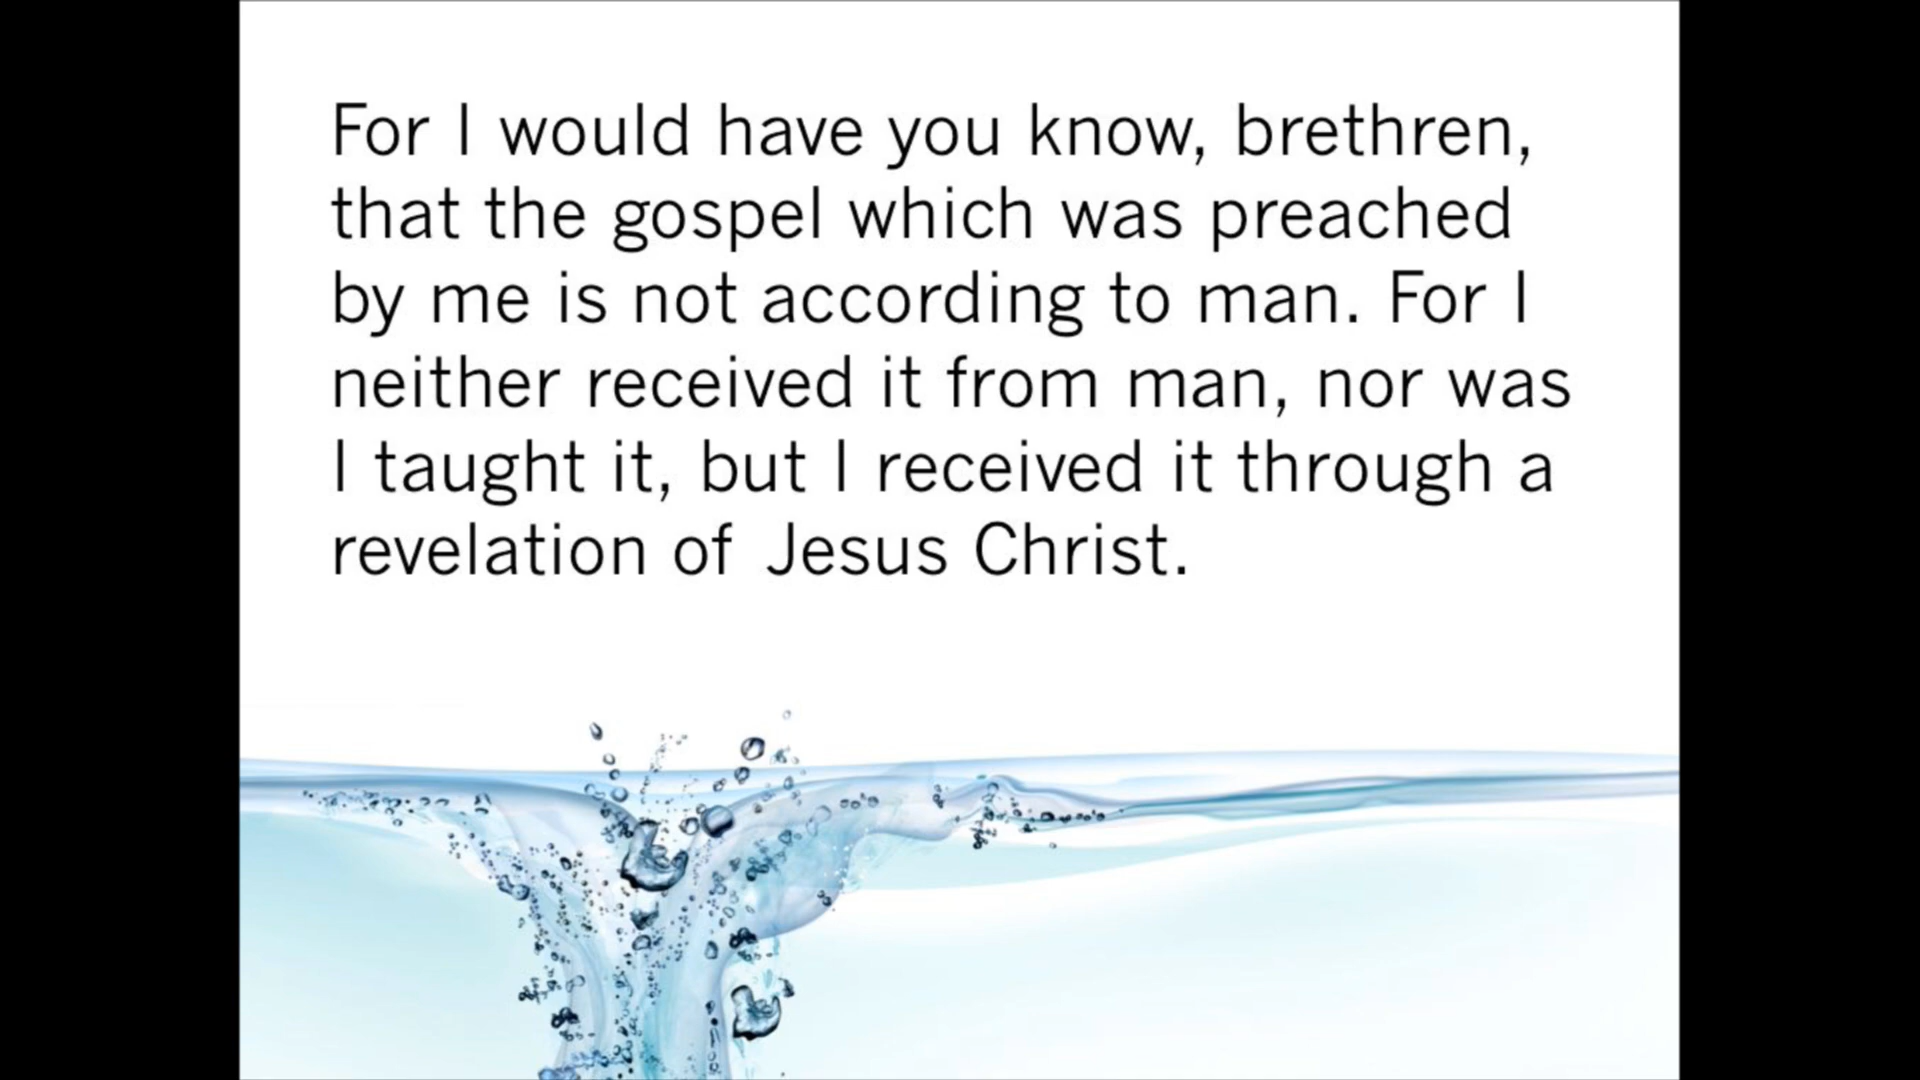 For I would have you know, brethren,
that the gospel which was preached
by me is not according to man. For I
neither received it from man, nor was
I taught it, but I received it through a
revelation of Jesus Christ.